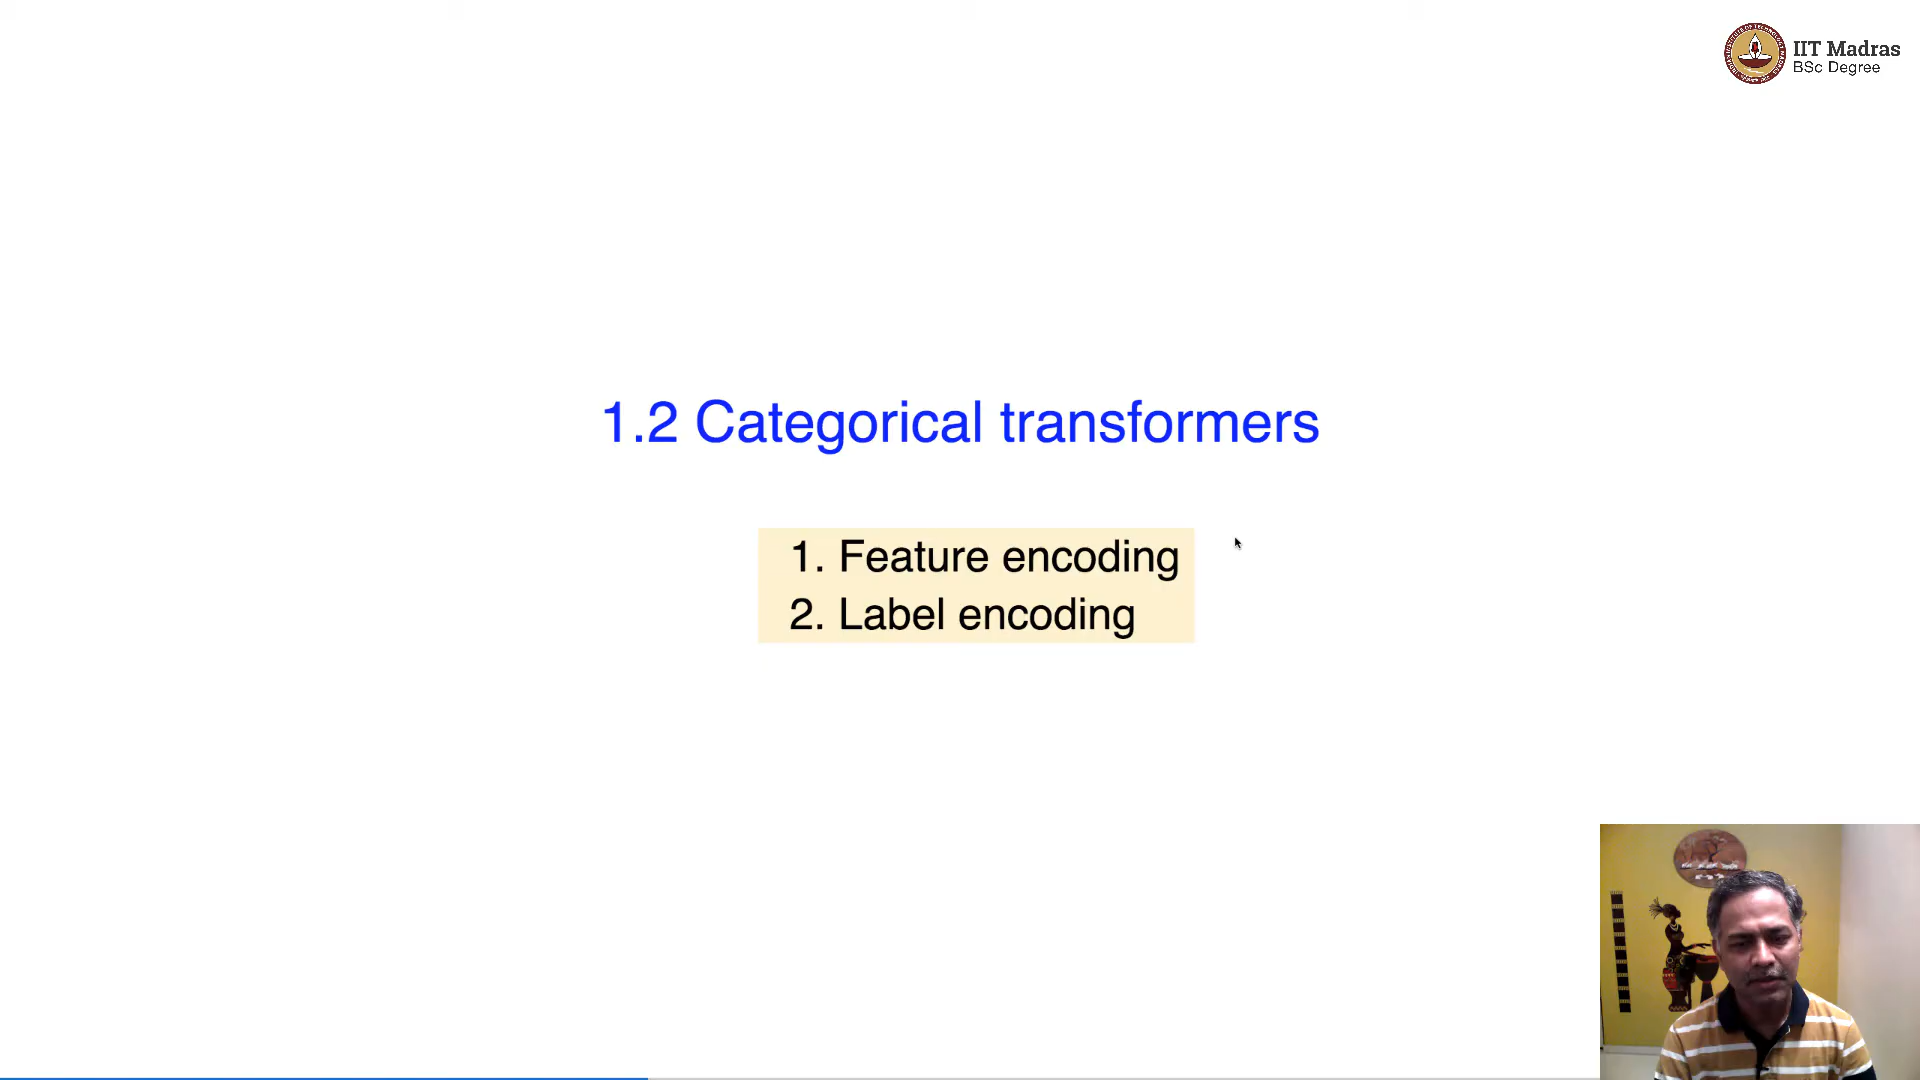 IIT Madras
BSc Degree
1.2 Categorical transformers
1. Feature encoding
2. Label encoding